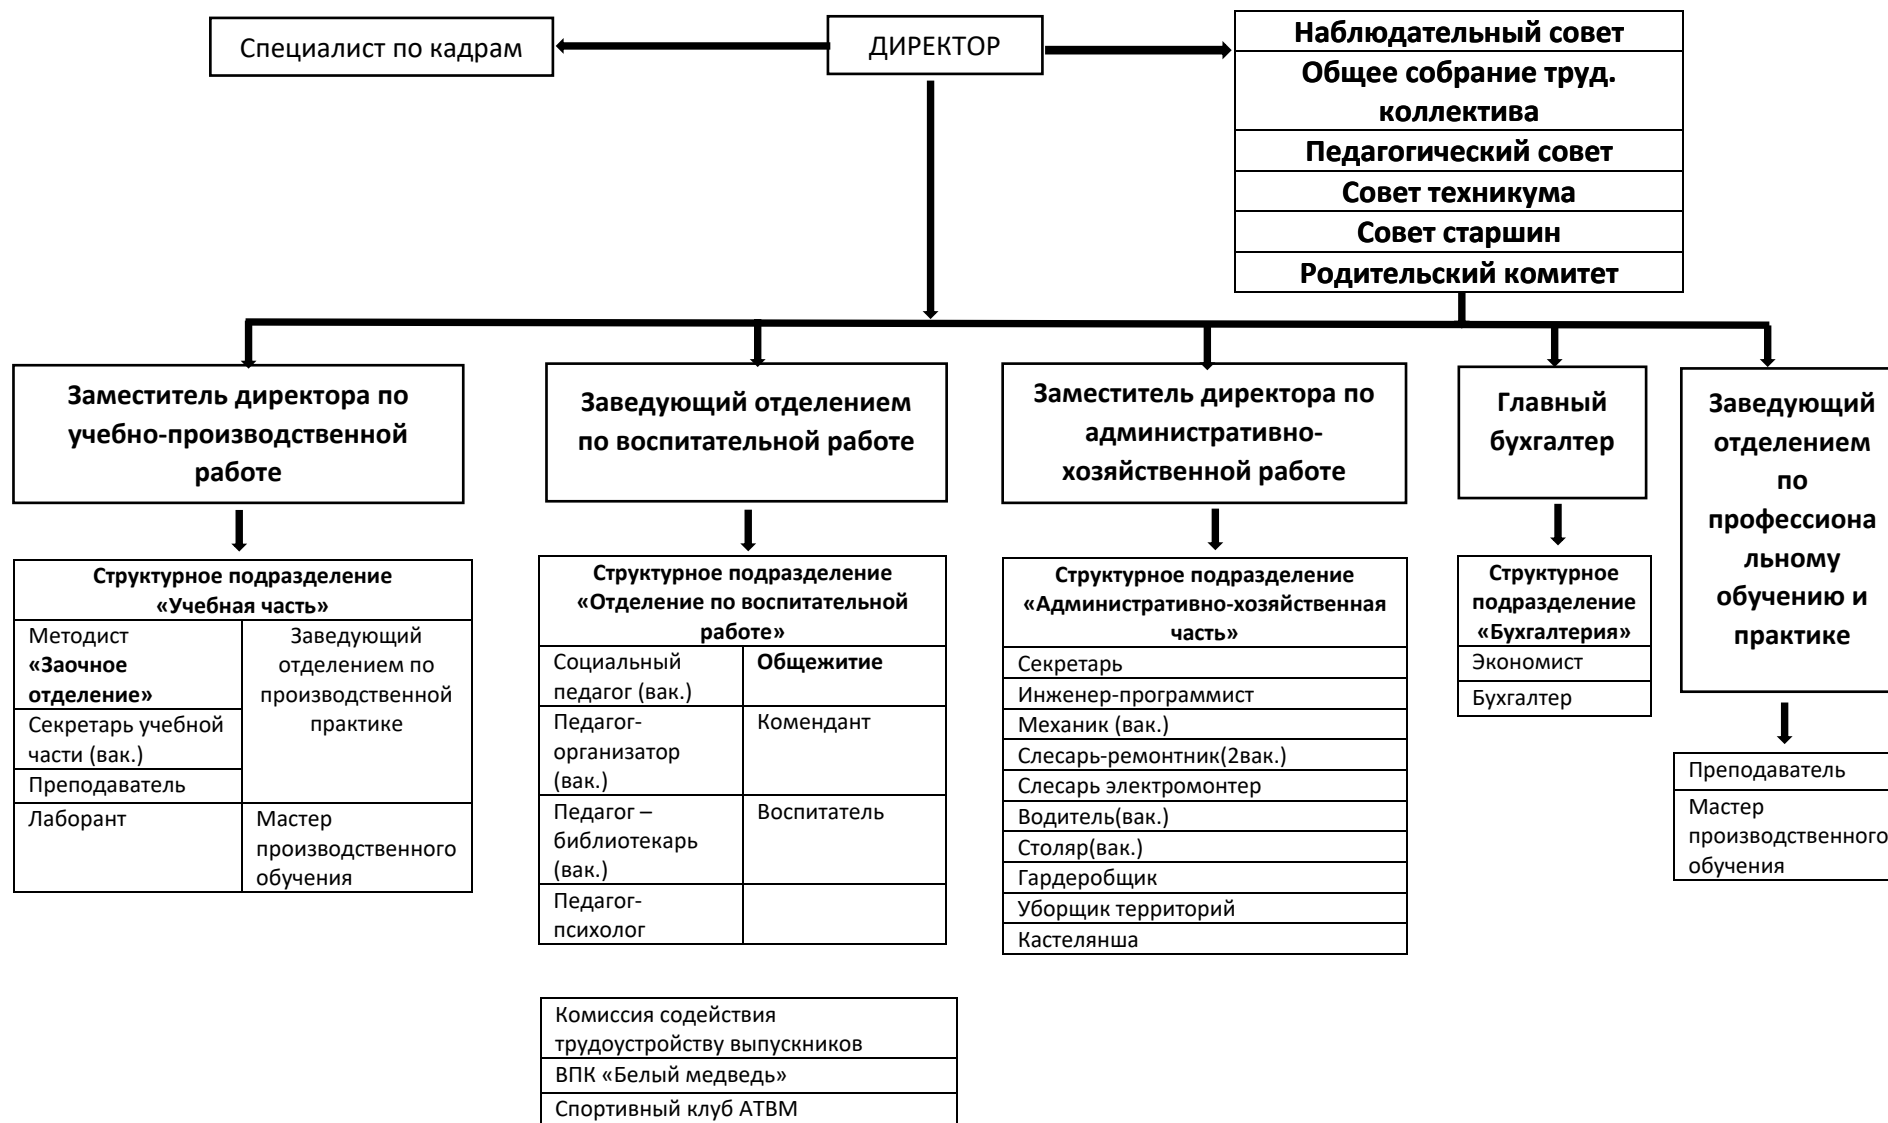 Специалист по кадрам
ДИРЕКТОР
Наблюдательный совет
Общее собрание труд.
коллектива
Педагогический совет
Совет техникума
Совет старшин
Родительский комитет
Заместитель директора по
учебно-производственной
работе
Заведующий отделением
по воспитательной работе
Заместитель директора по
административно-
хозяйственной работе
Главный
бухгалтер
Заведующий
отделением
по
профессиона
льному
обучению и
практике
Структурное подразделение
«Учебная часть»
Методист
«Заочное
отделение»
Секретарь учебной
части (вак.)
Преподаватель
Заведующий
отделением по
производственной
практике
Лаборант
Мастер
производственного
обучения
Структурное подразделение
«Отделение по воспитательной
работе»
Социальный
педагог (вак.)
Общежитие
Педагог-
организатор
(вак.)
Комендант
Педагог –
библиотекарь
(вак.)
Воспитатель
Педагог-
психолог
Структурное подразделение
«Административно-хозяйственная
часть»
Секретарь
Инженер-программист
Механик (вак.)
Слесарь-ремонтник(2вак.)
Слесарь электромонтер
Водитель(вак.)
Столяр(вак.)
Гардеробщик
Уборщик территорий
Кастелянша
Структурное
подразделение
«Бухгалтерия»
Экономист
Бухгалтер
Преподаватель
Мастер
производственного
обучения
Комиссия содействия
трудоустройству выпускников
ВПК «Белый медведь»
Спортивный клуб АТВМ